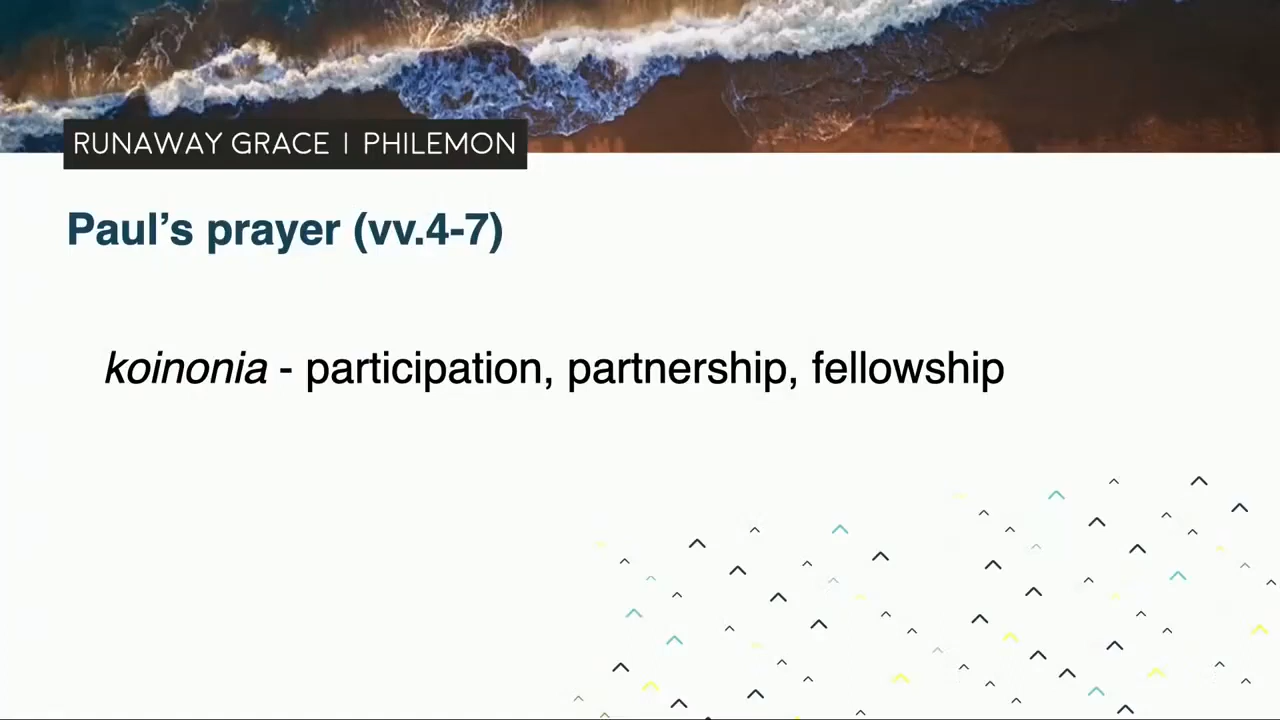 RUNAWAY GRACE | PHILEMON
Paul’s prayer (vv.4-7)
koinonia - participation, partnership, fellowship